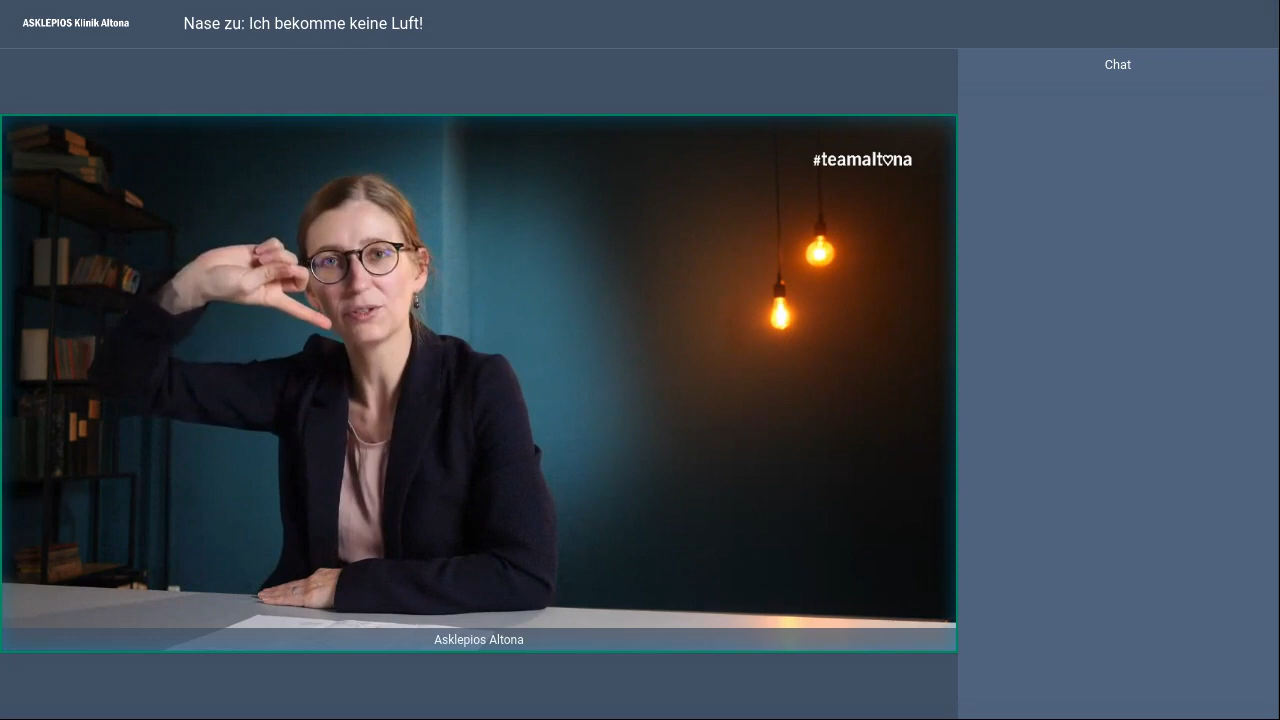 ASKLEPIOS Klinik Altona
Nase zu: Ich bekomme keine Luft!
Chat
#teamaltona
Asklepios Altona